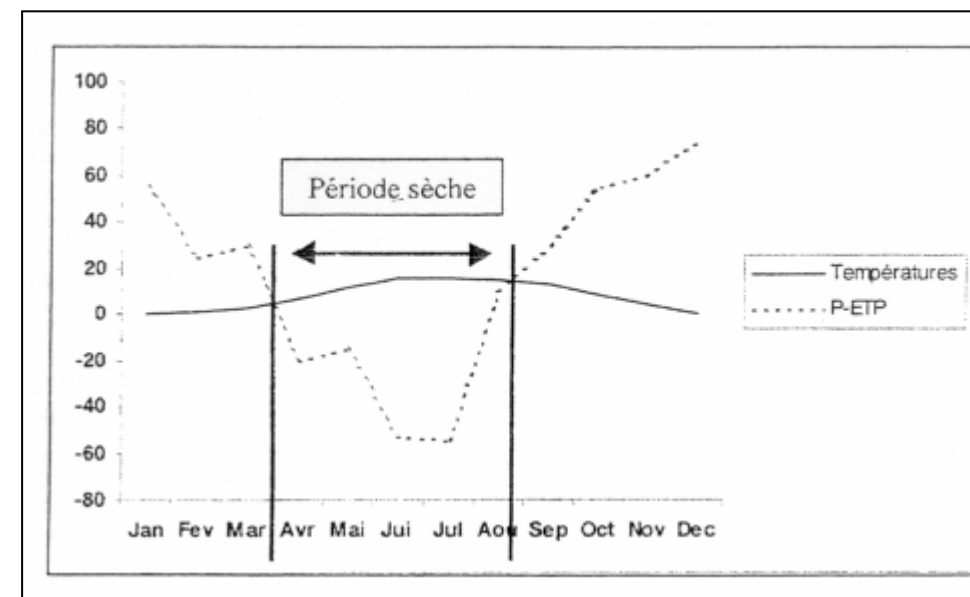 100
80
60
40
20
0
-20
-40
-60
-80
Période sèche
Jan Fev Mar Avr Mai Jui Jul Aou Sep Oct Nov Dec
Températures
P-ETP